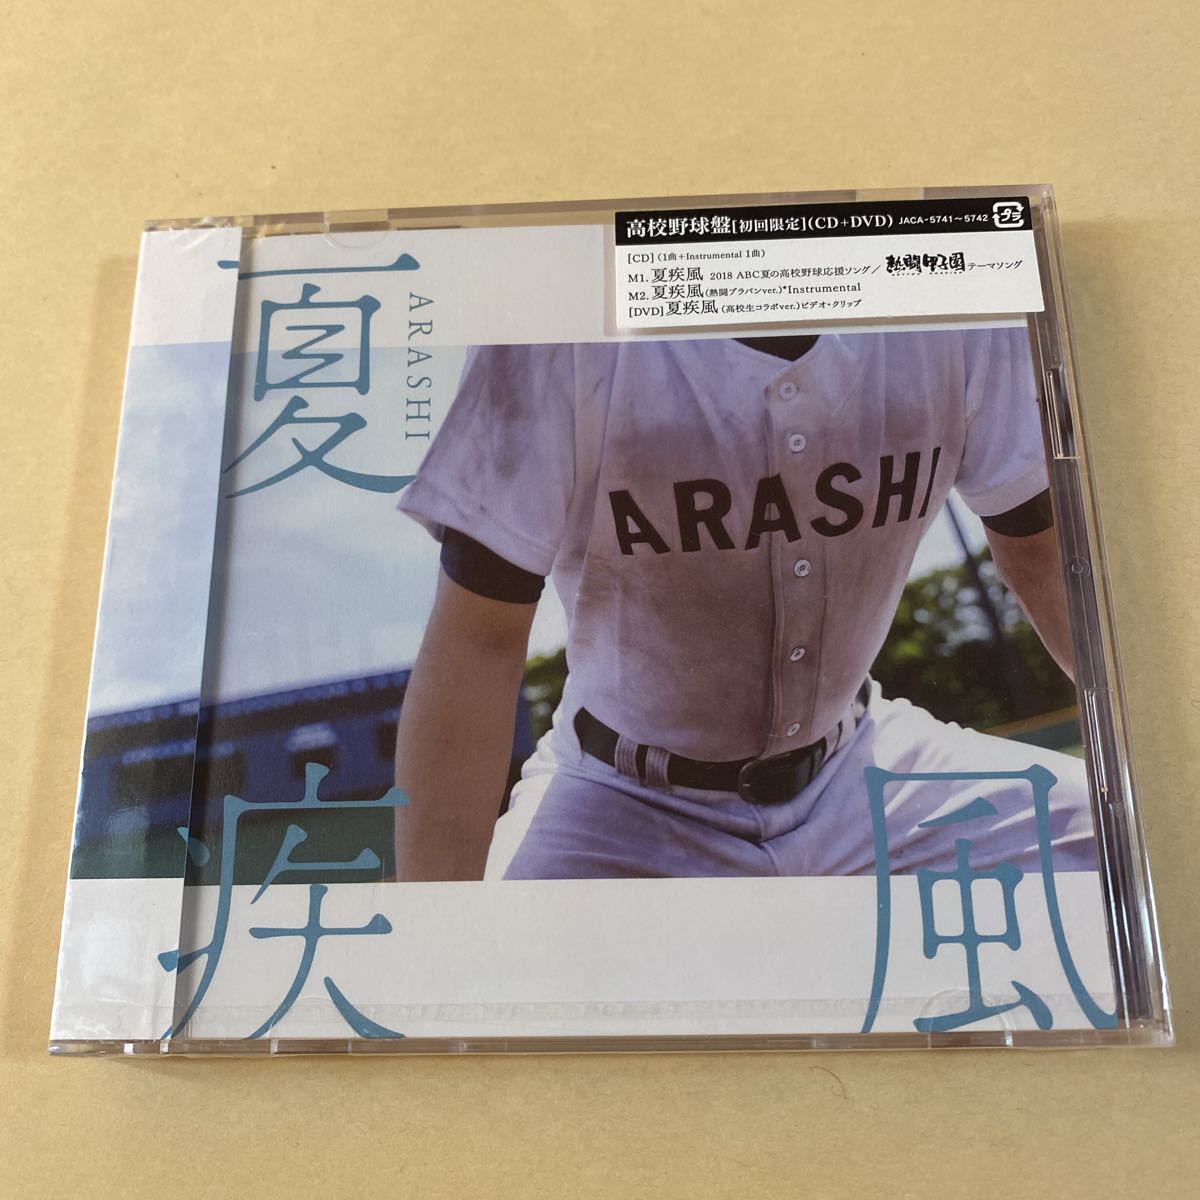 高校野球盤[初回限定](CD+DVD) JACA-5741〜5742 プラ
[CD](1曲+Instrumental 1曲)
M1. 夏疾風 2018 ABC夏の高校野球応援ソング／熱闘甲子園テーマソング
M2. 夏疾風(熱闘ブラバンver.)*Instrumental
[DVD]夏疾風(高校生コラボver.)ビデオ・クリップ
夏
ARASHI
ARASHI
疾
風